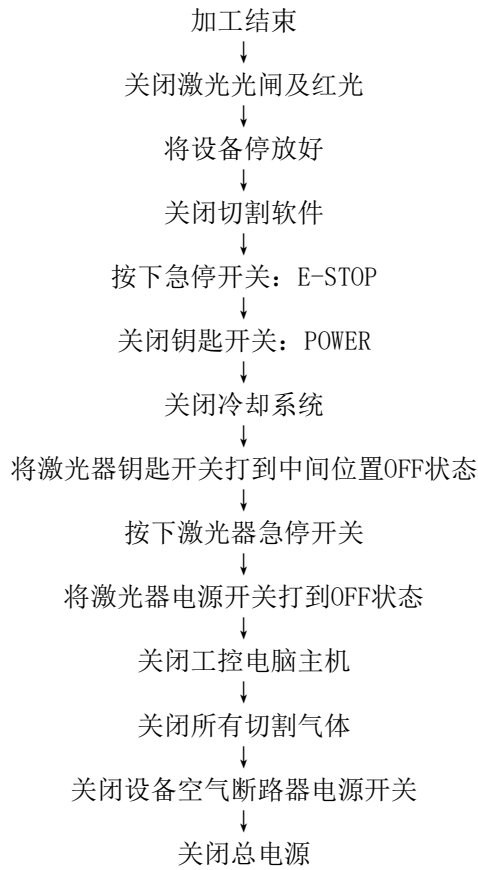 加工结束
↓
关闭激光光闸及红光
↓
将设备停放好
↓
关闭切割软件
↓
按下急停开关：E-STOP
↓
关闭钥匙开关：POWER
↓
关闭冷却系统
↓
将激光器钥匙开关打到中间位置OFF状态
↓
按下激光器急停开关
↓
将激光器电源开关打到OFF状态
↓
关闭工控电脑主机
↓
关闭所有切割气体
↓
关闭设备空气断路器电源开关
↓
关闭总电源